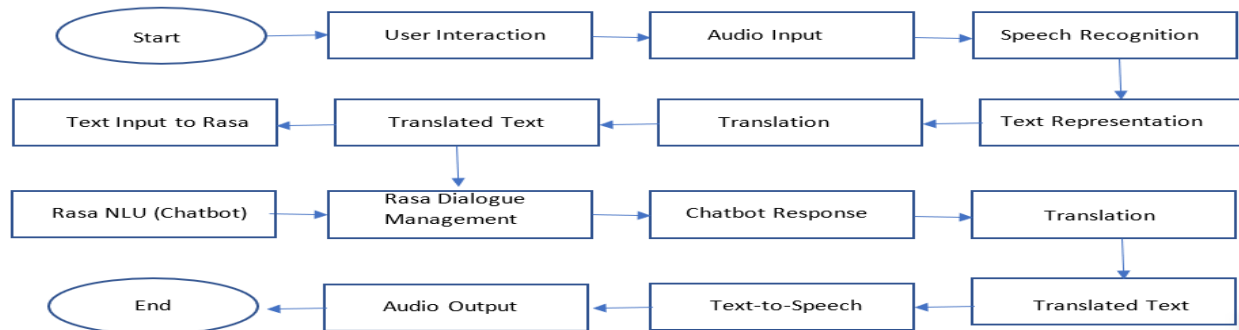 Start
User Interaction
Audio Input
Speech Recognition
Text Input to Rasa
Translated Text
Translation
Text Representation
Rasa NLU (Chatbot)
Rasa Dialogue
Management
Chatbot Response
Translation
End
Audio Output
Text-to-Speech
Translated Text